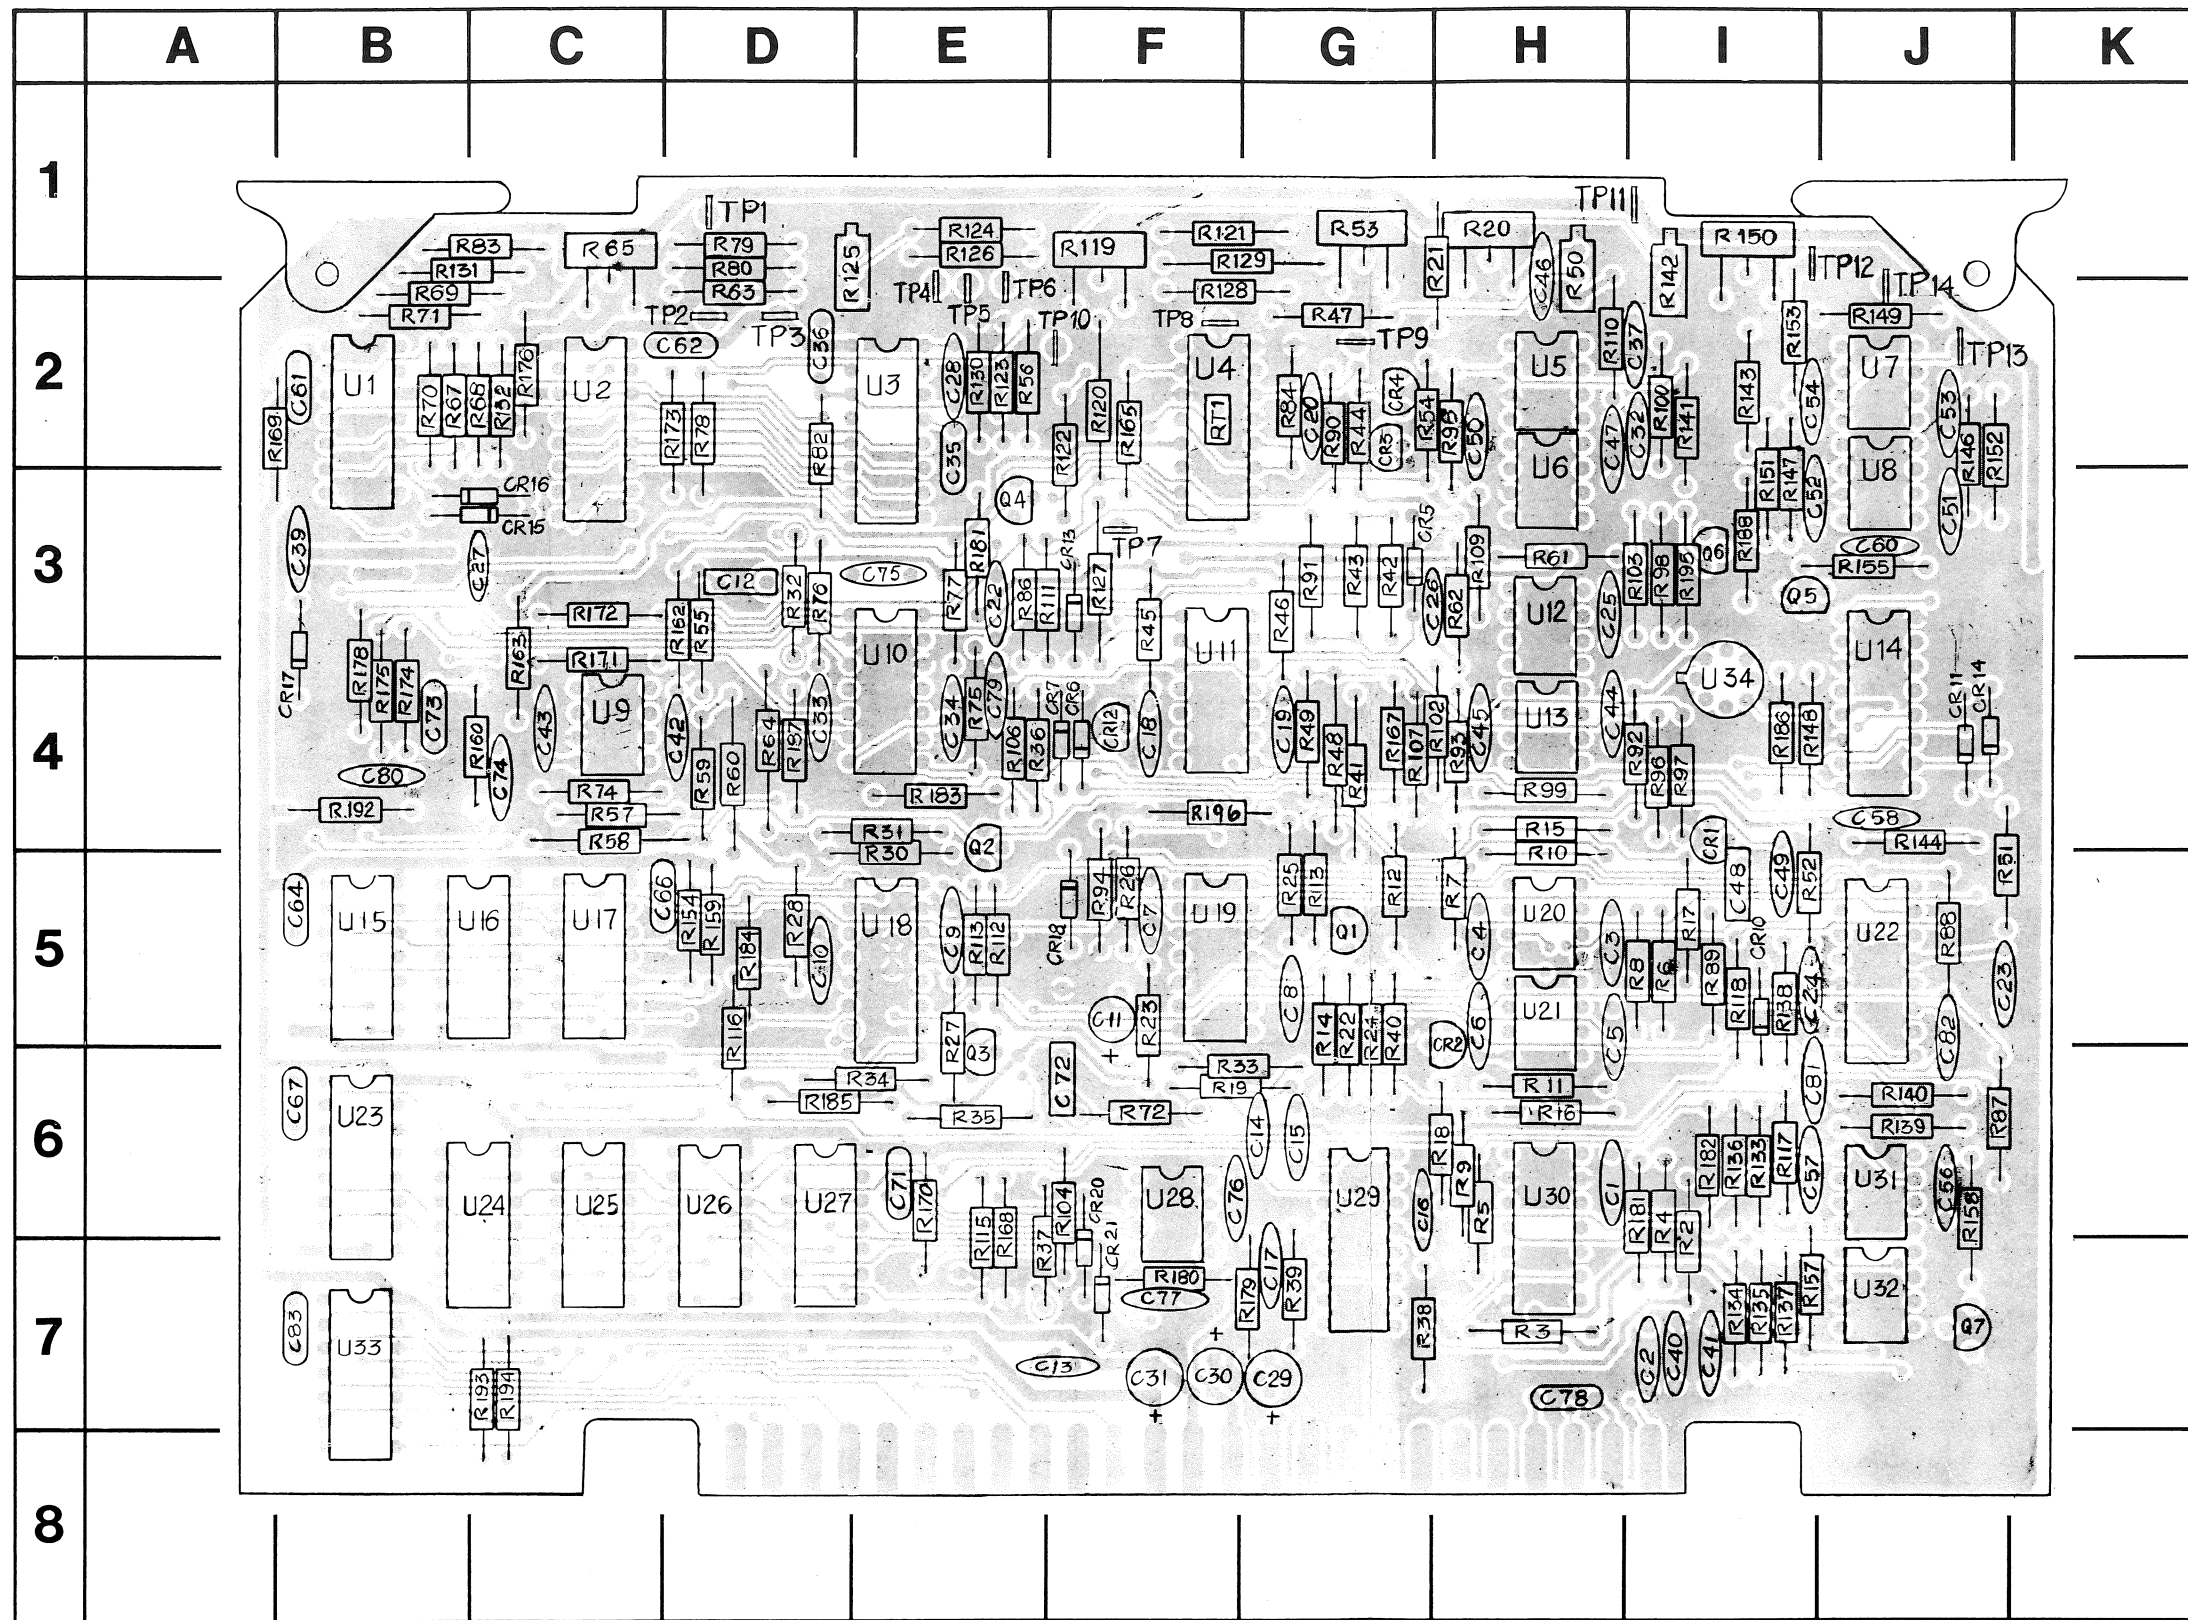 A B C D E F G H I J K
1
TP1 TP11
R83 R65 R79 R125 R124 R119 R121 R53 R21 R20 R50 R142 R150
R131 R80 R126 R129 C46 TP12
R69 R63 TP4 TP6 R128 TP14
R71 TP2 TP3 TP5 TP10 TP8 R47 TP9 R110 C37 R153 R149
2
C62 C36 TP13
C61 U1 R176 U2 U3 C28 R130 R123 R56 U4 CR4 U5 R143 C54 U7
R169 R70 R67 R68 R132 R173 R78 R82 R120 R165 RT1 R84 C20 R90 R44 CR3 R54 R95 C50 C47 C32 R100 R141 C53
C35 R122 U6 R151 R147 C52 U8 R146 R152
CR16 Q4 C51
CR15 CR5
3
C39 C27 R181 CR13 TP7 R109 R61 Q6 R188 C60
C12 R32 R76 C75 R77 C22 R86 R111 R127 R91 R43 R42 C26 R62 R103 R98 R195 R155
R172 R162 R55 R45 R46 U12 C25 Q5
R163 R171 U10 U11 U14
CR17 R178 R175 R174 C73 U9 C79 CR7 CR6 U34 CR11 CR14
4
R160 C74 C43 C42 R64 R187 C33 C34 R75 R106 R36 CR12 C18 C19 R49 R48 R41 R167 R107 R102 R93 C45 U13 C44 R92 R96 R97 R186 R148
C80 R59 R60
R192 R74 R183 R99
R57 R196 C58
R58 R31 Q2 R15 CR1 R144
R30 R10
C64 U15 U16 U17 C66 R154 R159 R28 U18 R94 R26 C7 U19 R25 R113 R12 R7 U20 R17 C48 C49 R52 R51
5
R184 C10 C9 R113 R112 CR18 Q1 C4 C3 CR10 U22 R88
R8 R6 R89 R118 R138 C24 C23
R116 R27 Q3 C11 + R23 C8 R14 R22 R24 R40 CR2 C6 U21 C5 C82
C67 U23 R34 C72 R33 R11 C81 R140
R185 R35 R72 R19 R16 R139 R87
6
C14 C15 R18 R9 R182 R136 R133 R117 C57
U24 U25 U26 U27 C71 R170 R104 CR20 U28 C76 U29 C16 R5 U30 C1 U31 C56 R158
R115 R168 R37 CR21 R181 R4 R2
R180 C17 R39 R157 U32
C77 R179 R38 R134 R135 R137
7
C83 U33 + R3 Q7
C13 C2 C40 C41
R193 R194 C31 C30 C29 C78
+ +
8